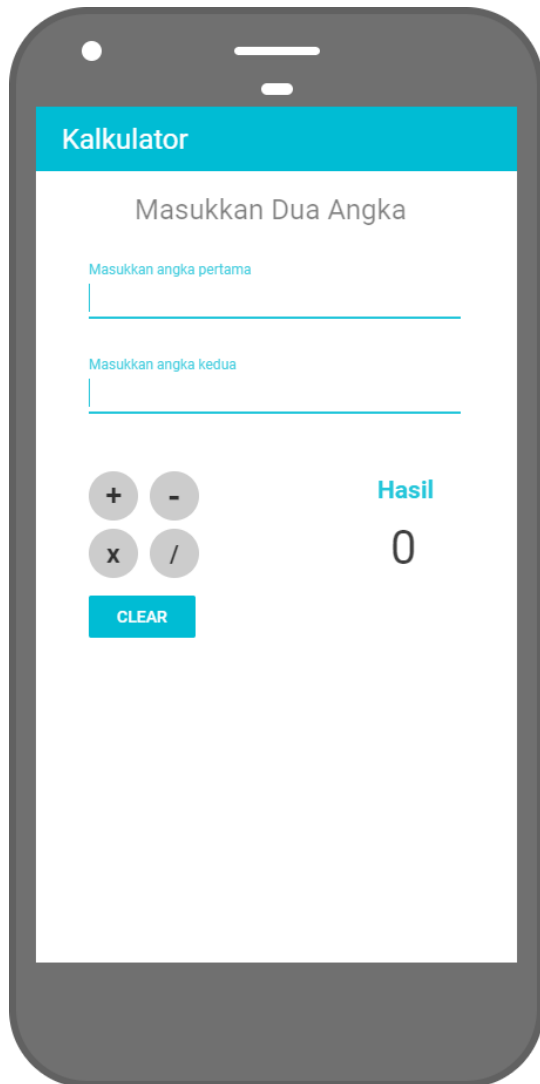 Kalkulator
Masukkan Dua Angka
Masukkan angka pertama
Masukkan angka kedua
+ -
Hasil
x /
0
CLEAR